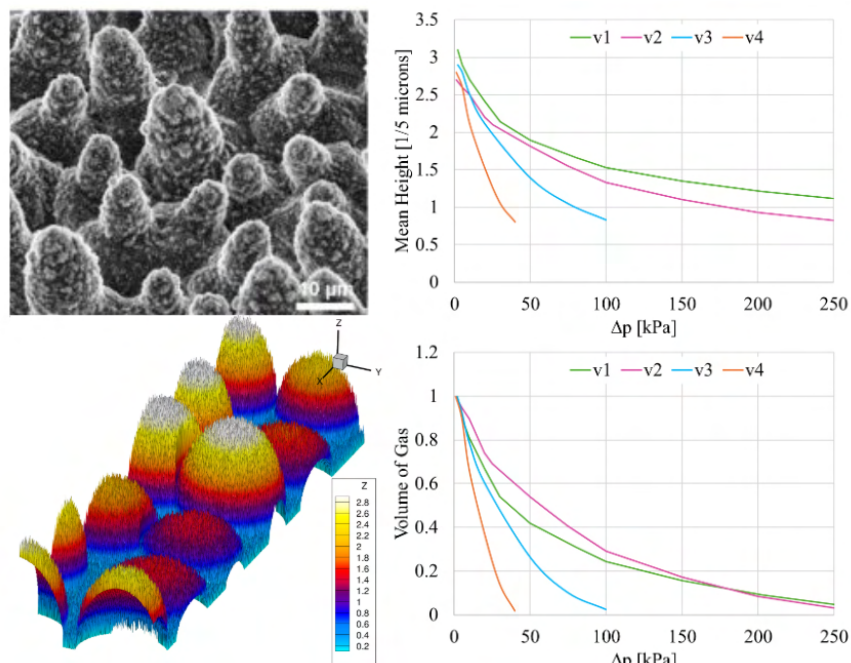 10 μm
3.5
3
2.5
2
1.5
1
0.5
0
Mean Height [1/5 microns]
v1 v2 v3 v4
0 50 100 150 200 250
Δp [kPa]
Z
X
Y
Z
2.8
2.6
2.4
2.2
2
1.8
1.6
1.4
1.2
1
0.8
0.6
0.4
0.2
1.2
1
0.8
0.6
0.4
0.2
0
Volume of Gas
v1 v2 v3 v4
0 50 100 150 200 250
Δp [kPa]